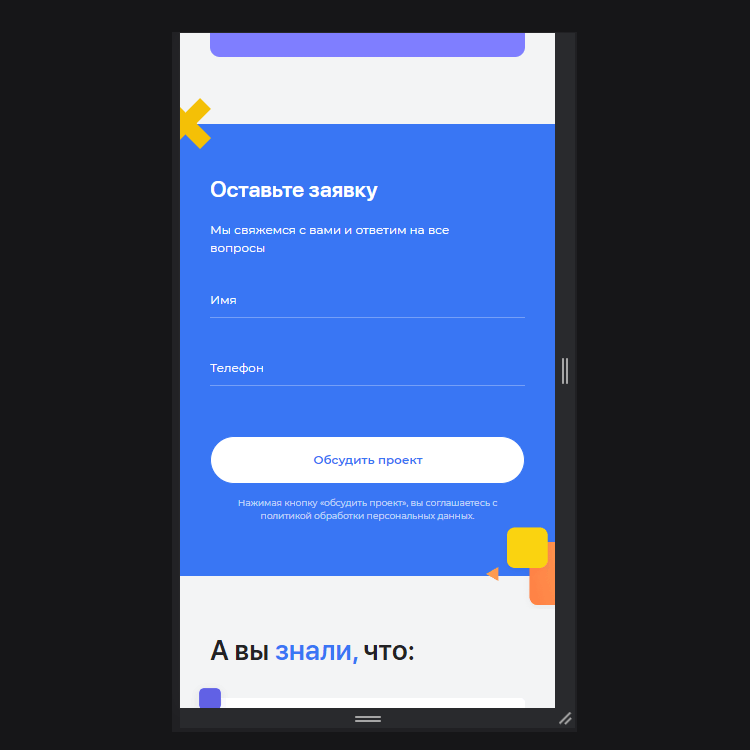 Оставьте заявку
Мы свяжемся с вами и ответим на все
вопросы
Имя
Телефон
Обсудить проект
Нажимая кнопку «обсудить проект», вы соглашаетесь с
политикой обработки персональных данных.
А вы знали, что: